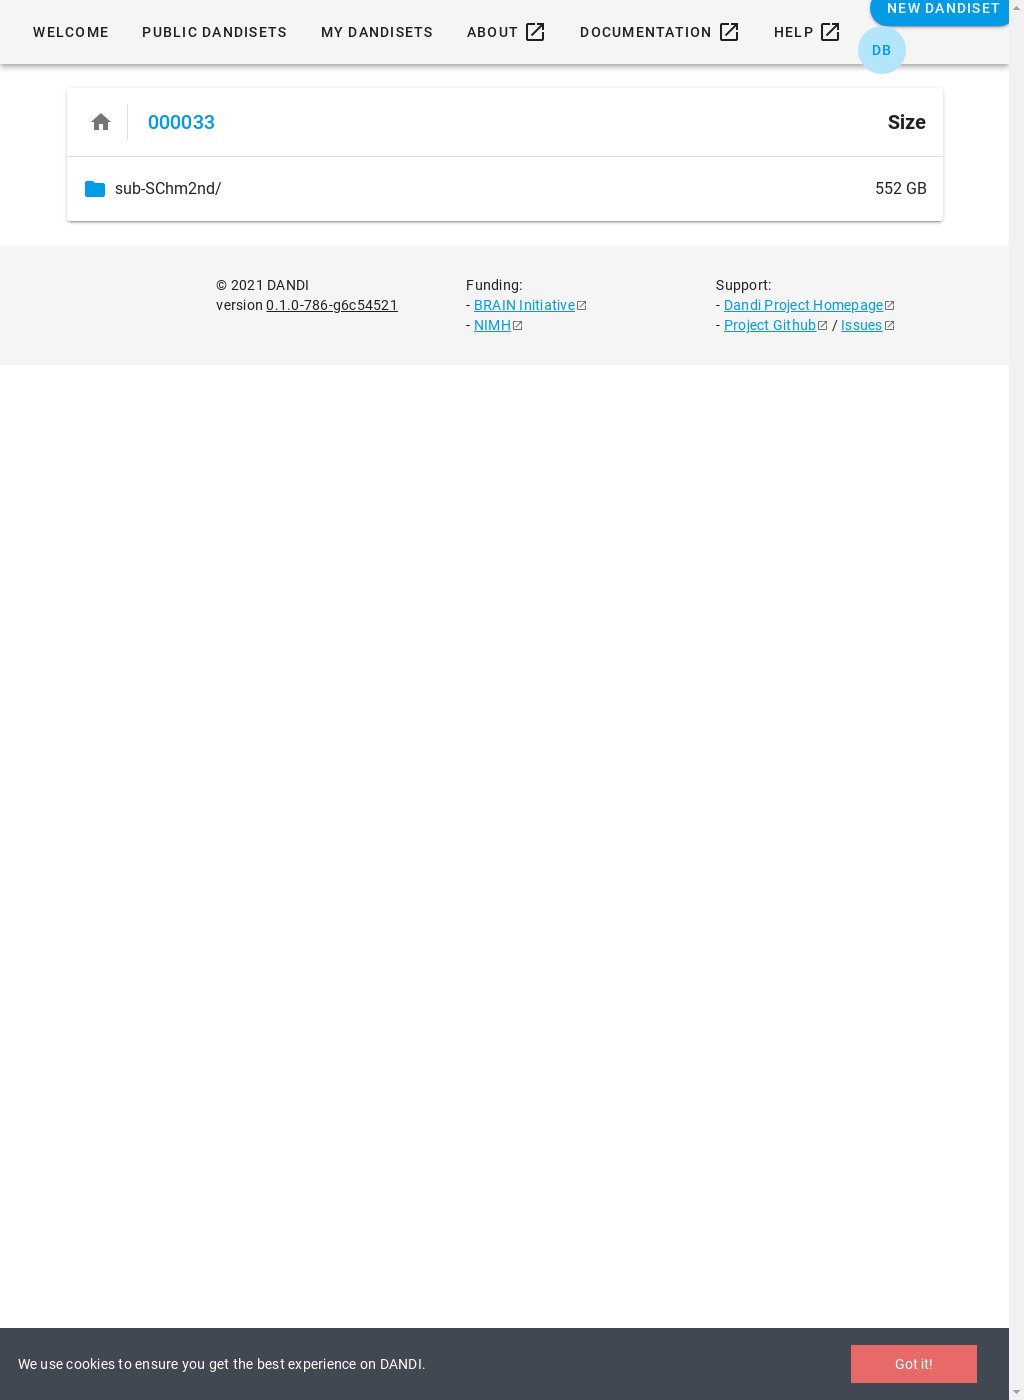 WELCOME
PUBLIC DANDISETS
MY DANDISETS
ABOUT
DOCUMENTATION
HELP
NEW DANDISET
DB
000033
Size
sub-SChm2nd/
552 GB
© 2021 DANDI
version 0.1.0-786-g6c54521
Funding:
- BRAIN Initiative
- NIMH
Support:
- Dandi Project Homepage
- Project Github / Issues
We use cookies to ensure you get the best experience on DANDI.
Got it!